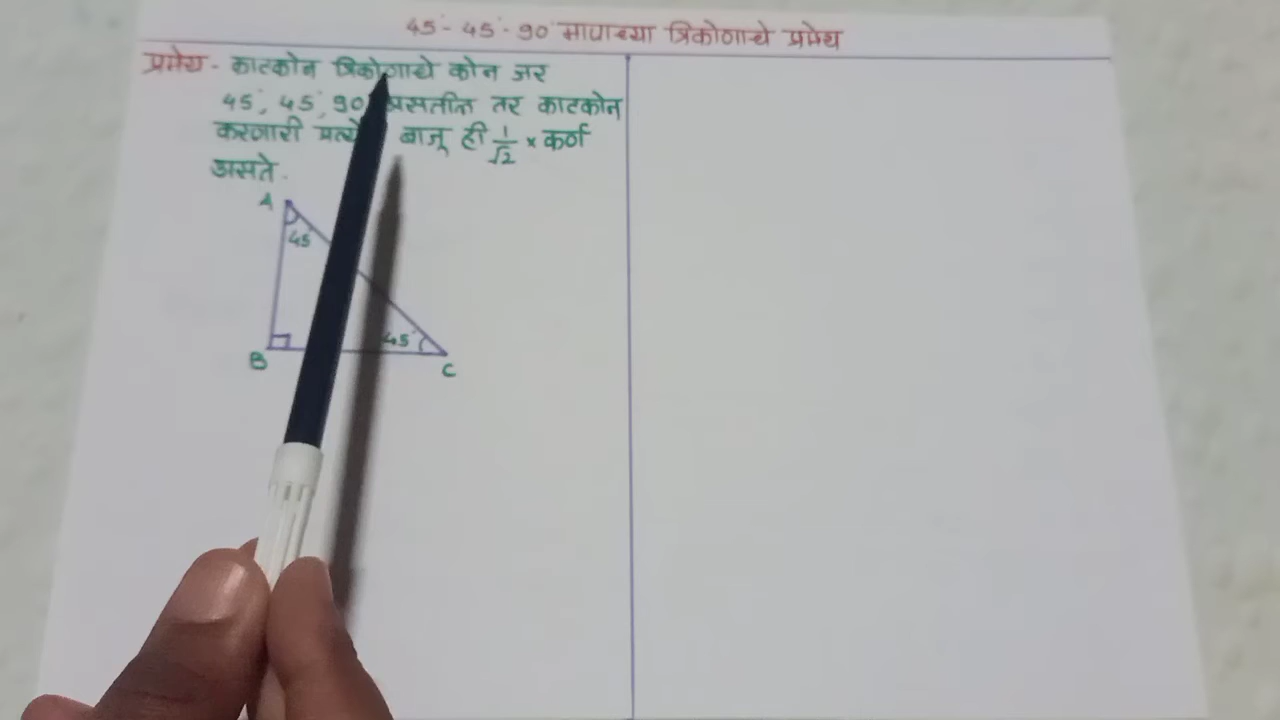 45°- 45°- 90° मापाच्या त्रिकोणाचे प्रमेय
प्रमेय - काटकोन त्रिकोणाचे कोन जर
45°, 45°, 90° असतील तर काटकोन
करणारी बाजू ही 1/√2 × कर्ण
असते.
A
45°
45°
B
C